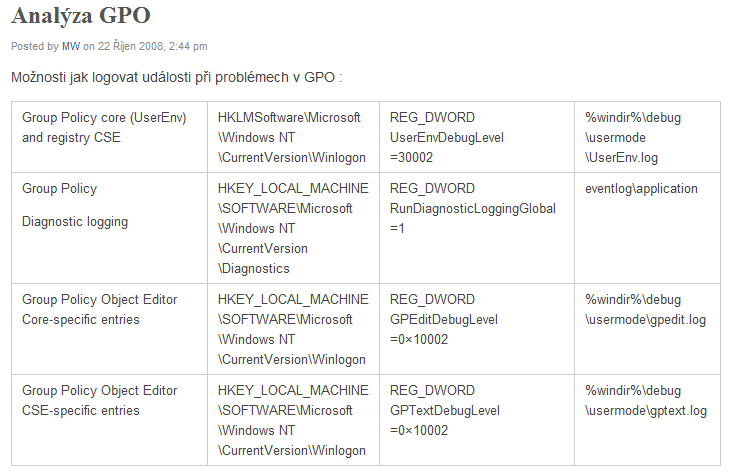 Analýza GPO
Posted by MW on 22 Říjen 2008, 2:44 pm
Možnosti jak logovat události při problémech v GPO :
Group Policy core (UserEnv)
and registry CSE
HKLMSoftware\Microsoft
\Windows NT
\CurrentVersion\Winlogon
REG_DWORD
UserEnvDebugLevel
=30002
%windir%\debug
\usermode
\UserEnv.log
Group Policy
Diagnostic logging
HKEY_LOCAL_MACHINE
\SOFTWARE\Microsoft
\Windows NT
\CurrentVersion
\Diagnostics
REG_DWORD
RunDiagnosticLoggingGlobal
=1
eventlog\application
Group Policy Object Editor
Core-specific entries
HKEY_LOCAL_MACHINE
\SOFTWARE\Microsoft
\Windows NT
\CurrentVersion\Winlogon
REG_DWORD
GPEditDebugLevel
=0×10002
%windir%\debug
\usermode\gpedit.log
Group Policy Object Editor
CSE-specific entries
HKEY_LOCAL_MACHINE
\SOFTWARE\Microsoft
\Windows NT
\CurrentVersion\Winlogon
REG_DWORD
GPTextDebugLevel
=0×10002
%windir%\debug
\usermode\gptext.log